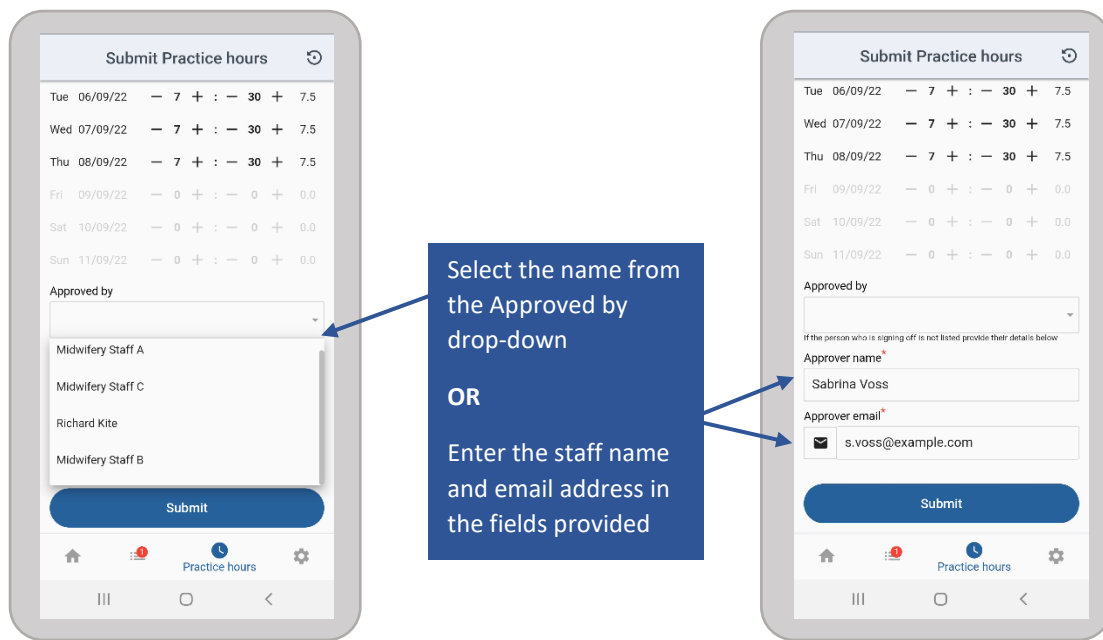 Submit Practice hours
Tue 06/09/22 — 7 + : — 30 + 7.5
Wed 07/09/22 — 7 + : — 30 + 7.5
Thu 08/09/22 — 7 + : — 30 + 7.5
Fri 09/09/22 — 0 + : — 0 + 0.0
Sat 10/09/22 — 0 + : — 0 + 0.0
Sun 11/09/22 — 0 + : — 0 + 0.0
Approved by
Midwifery Staff A
Midwifery Staff C
Richard Kite
Midwifery Staff B
Submit
1
Practice hours
Select the name from
the Approved by
drop-down
OR
Enter the staff name
and email address in
the fields provided
Submit Practice hours
Tue 06/09/22 — 7 + : — 30 + 7.5
Wed 07/09/22 — 7 + : — 30 + 7.5
Thu 08/09/22 — 7 + : — 30 + 7.5
Fri 09/09/22 — 0 + : — 0 + 0.0
Sat 10/09/22 — 0 + : — 0 + 0.0
Sun 11/09/22 — 0 + : — 0 + 0.0
Approved by
If the person who is signing off is not listed provide their details below
Approver name*
Sabrina Voss
Approver email*
s.voss@example.com
Submit
1
Practice hours